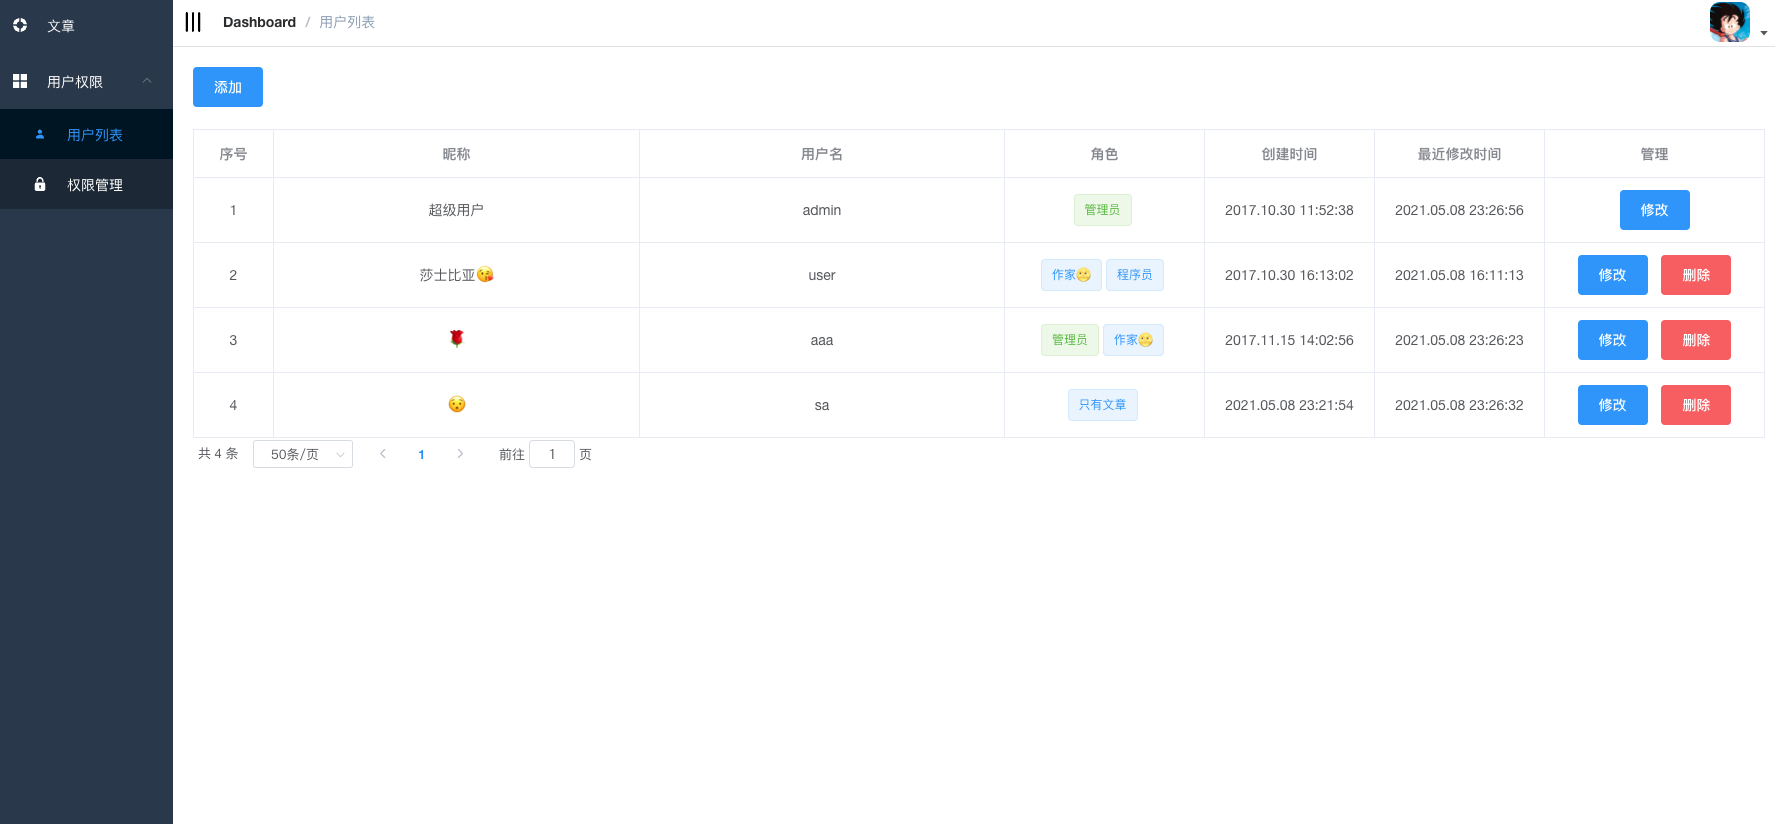 文章
用户权限
用户列表
权限管理
Dashboard / 用户列表
添加
序号 昵称 用户名 角色 创建时间 最近修改时间 管理
1 超级用户 admin 管理员 2017.10.30 11:52:38 2021.05.08 23:26:56 修改
2 莎士比亚😘 user 作家🌝 程序员 2017.10.30 16:13:02 2021.05.08 16:11:13 修改 删除
3 🌹 aaa 管理员 作家🌝 2017.11.15 14:02:56 2021.05.08 23:26:23 修改 删除
4 😯 sa 只有文章 2021.05.08 23:21:54 2021.05.08 23:26:32 修改 删除
共 4 条 50条/页 1 前往 1 页